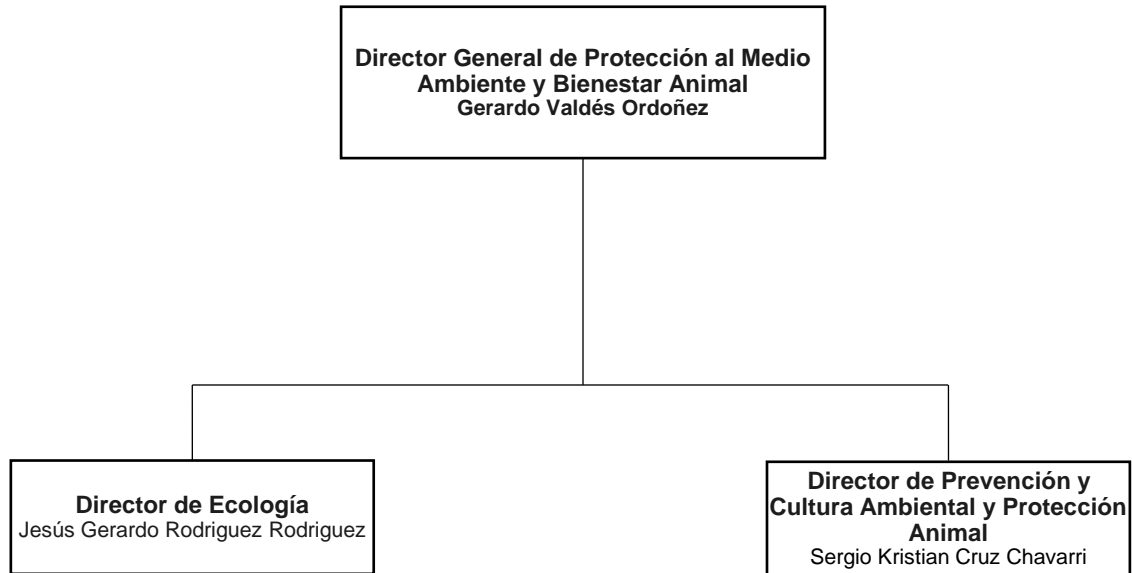 Director General de Protección al Medio
Ambiente y Bienestar Animal
Gerardo Valdés Ordoñez
Director de Ecología
Jesús Gerardo Rodriguez Rodriguez
Director de Prevención y
Cultura Ambiental y Protección
Animal
Sergio Kristian Cruz Chavarri